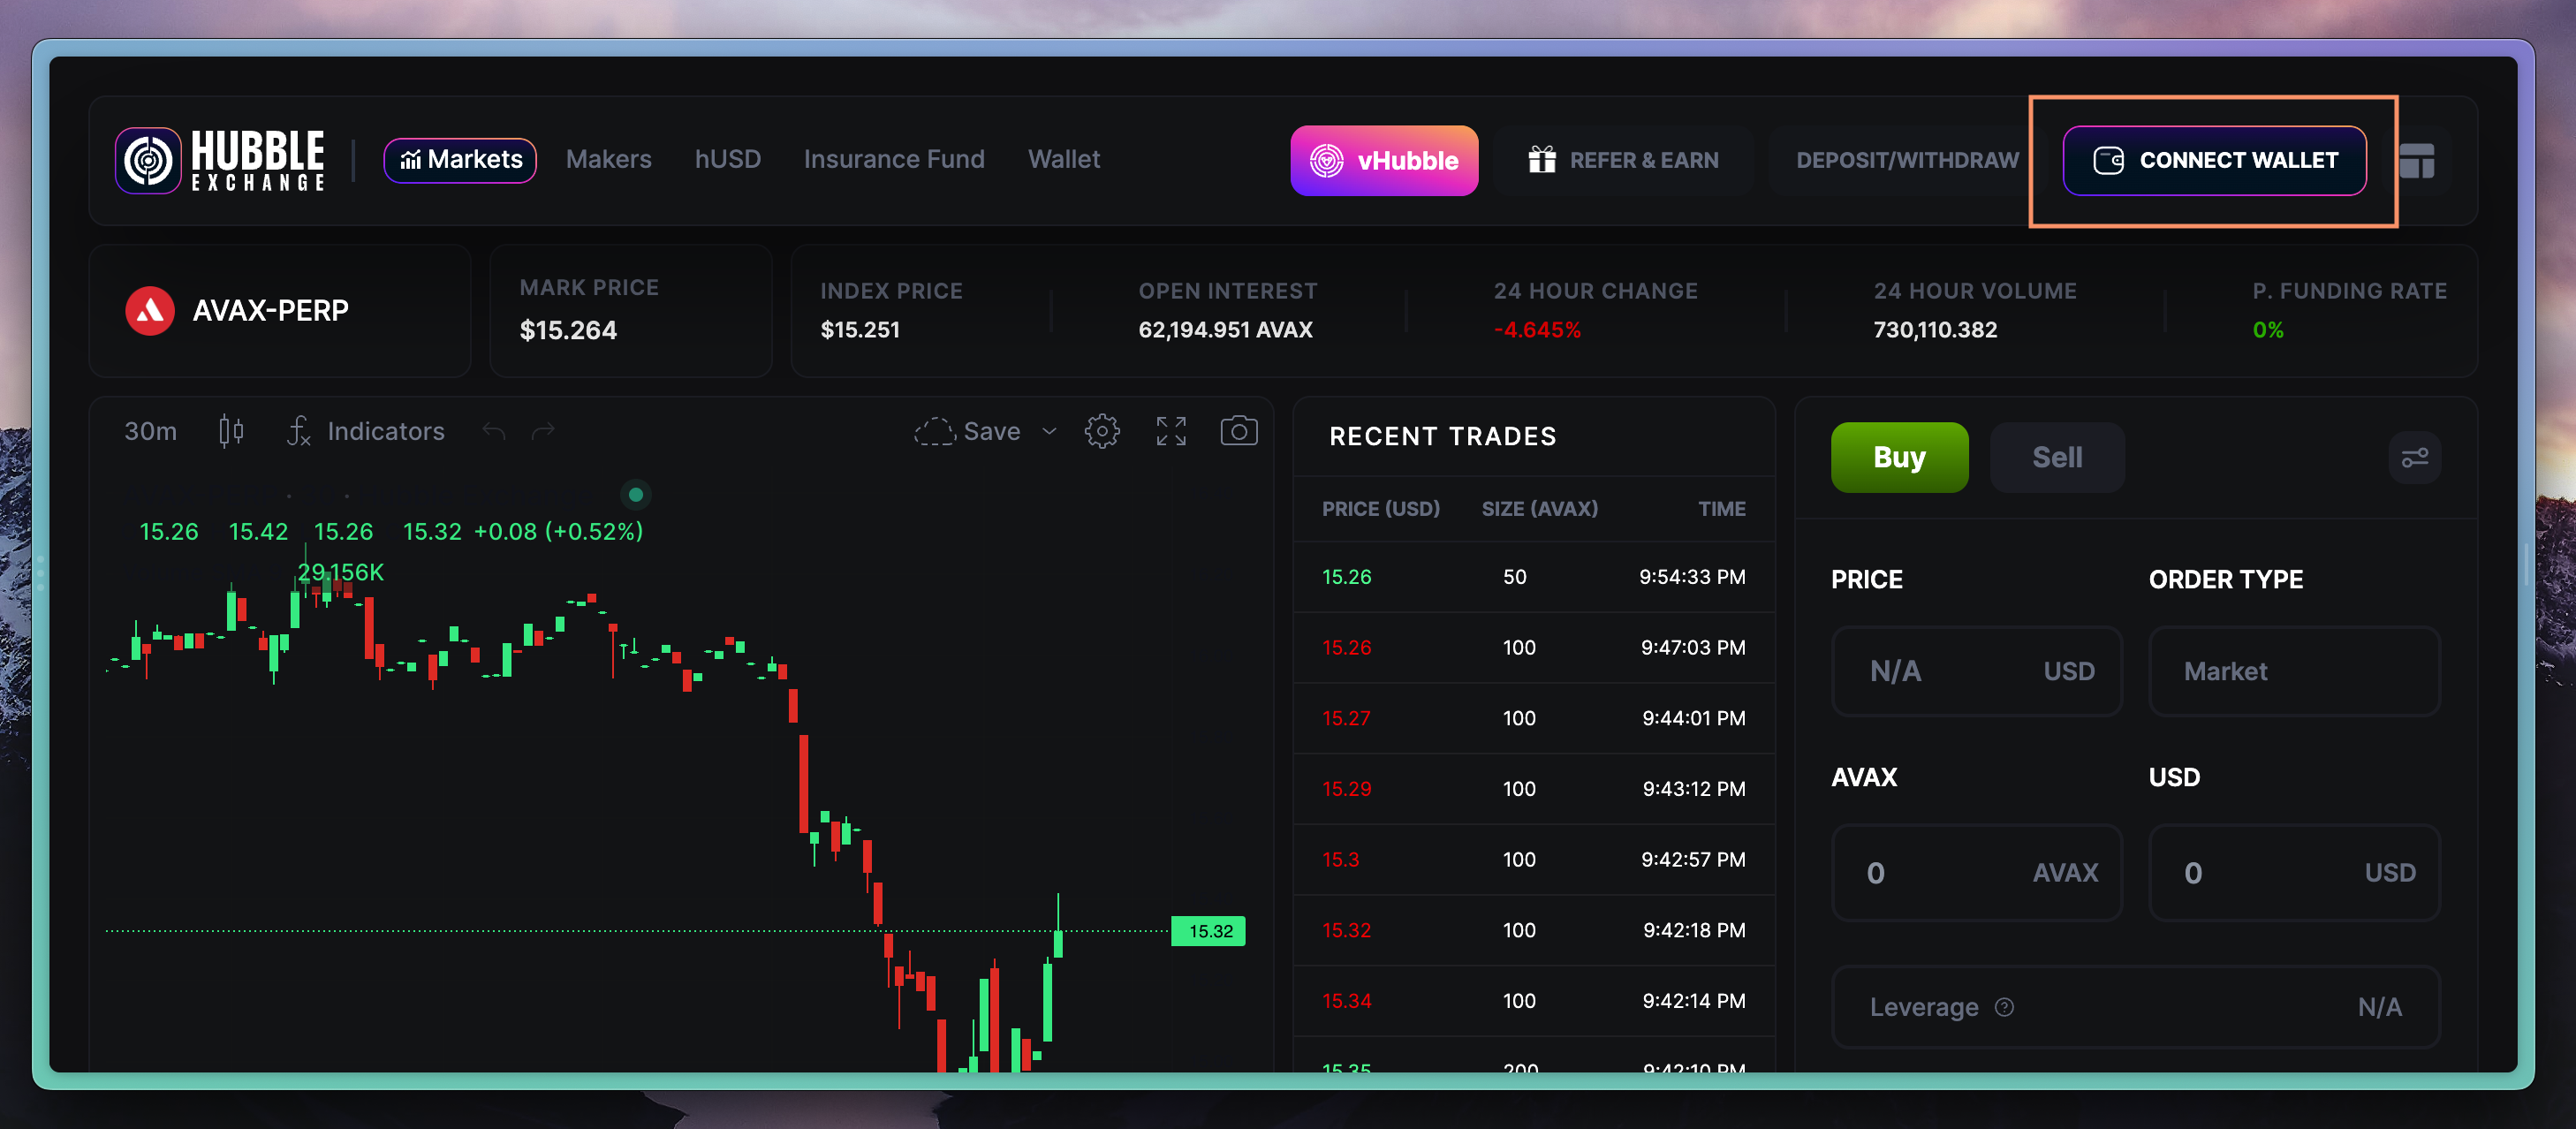 HUBBLE
EXCHANGE
Markets
Makers
hUSD
Insurance Fund
Wallet
vHubble
REFER & EARN
DEPOSIT/WITHDRAW
CONNECT WALLET
AVAX-PERP
MARK PRICE
$15.264
INDEX PRICE
$15.251
OPEN INTEREST
62,194.951 AVAX
24 HOUR CHANGE
-4.645%
24 HOUR VOLUME
730,110.382
P. FUNDING RATE
0%
30m
Indicators
Save
15.26 15.42 15.26 15.32 +0.08 (+0.52%)
29.156K
15.32
RECENT TRADES
PRICE (USD) SIZE (AVAX) TIME
15.26 50 9:54:33 PM
15.26 100 9:47:03 PM
15.27 100 9:44:01 PM
15.29 100 9:43:12 PM
15.3 100 9:42:57 PM
15.32 100 9:42:18 PM
15.34 100 9:42:14 PM
15.35 200 9:42:10 PM
Buy
Sell
PRICE
ORDER TYPE
N/A USD
Market
AVAX
USD
0 AVAX
0 USD
Leverage
N/A